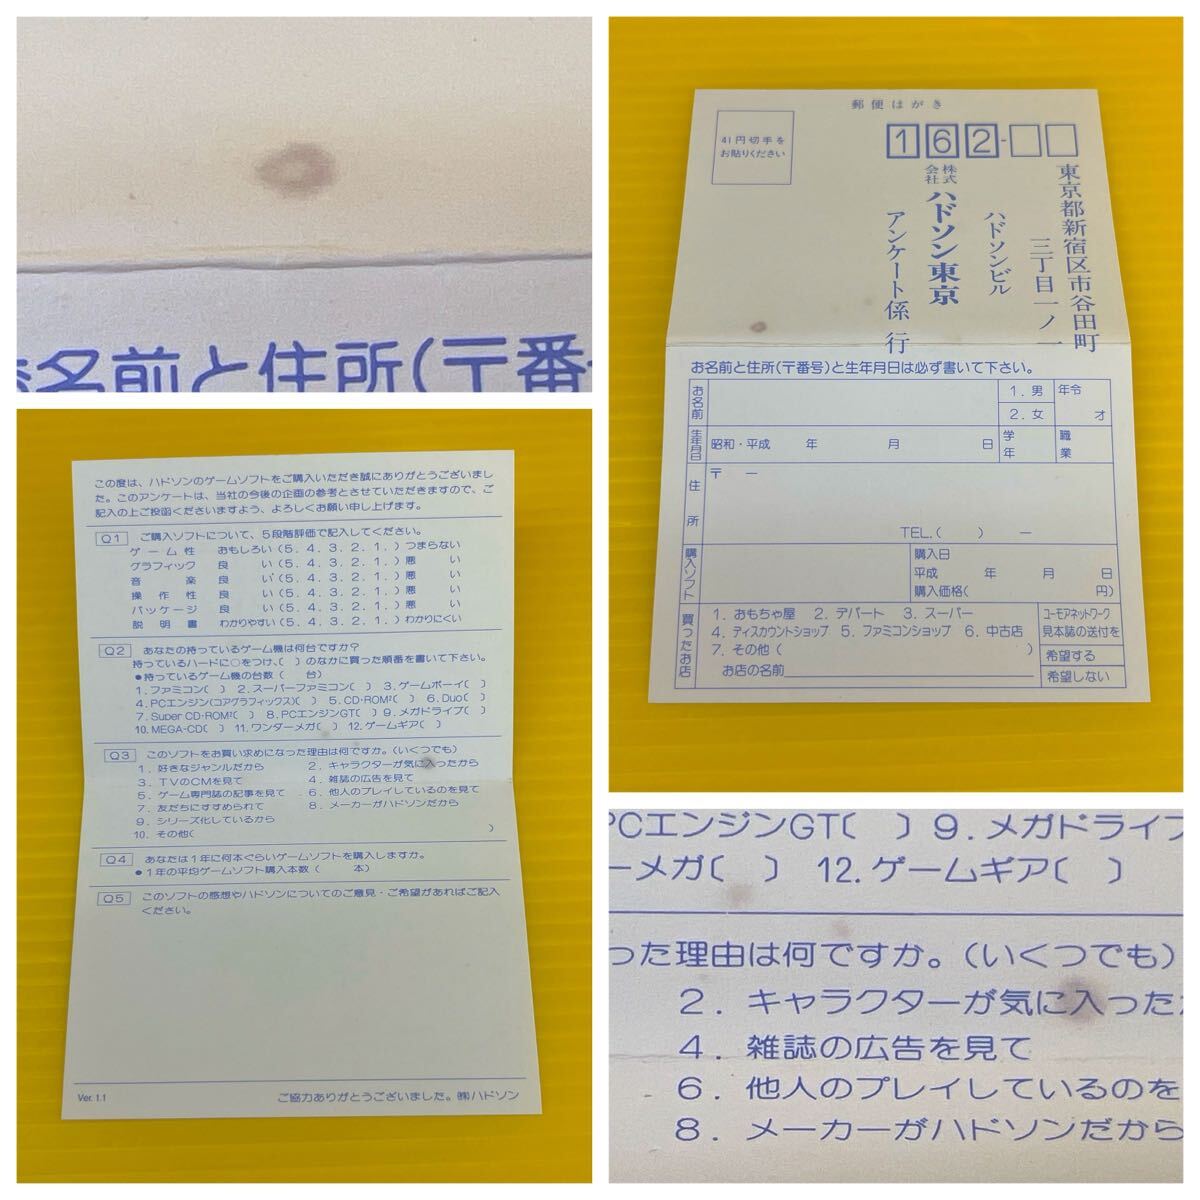 名前と住所(〒番
郵便はがき
41円切手を
お貼りください
162-
東京都新宿区市谷田町
三丁目一ノ一
ハドソンビル
株式会社 ハドソン東京
アンケート係 行
お名前と住所(〒番号)と生年月日は必ず書いて下さい。
お名前
1. 男
2. 女
年令
才
生年月日
昭和・平成 年 月 日
学年
職業
住所
〒 ー
TEL.( ) ー
購入ソフト
購入日
平成 年 月 日
購入価格( 円)
買ったお店
1. おもちゃ屋 2. デパート 3. スーパー
4. ディスカウントショップ 5. ファミコンショップ 6. 中古店
7. その他( )
お店の名前
ユーモアネットワーク
見本誌の送付を
希望する
希望しない
この度は、ハドソンのゲームソフトをご購入いただき誠にありがとうございまし
た。このアンケートは、当社の今後の企画の参考とさせていただきますので、ご
記入の上ご投函くださいますよう、よろしくお願い申し上げます。
Q1 ご購入ソフトについて、5段階評価で記入してください。
ゲーム性 おもしろい(5. 4. 3. 2. 1.)つまらない
グラフィック 良い(5. 4. 3. 2. 1.)悪い
音楽 良い(5. 4. 3. 2. 1.)悪い
操作性 良い(5. 4. 3. 2. 1.)悪い
パッケージ 良い(5. 4. 3. 2. 1.)悪い
説明書 わかりやすい(5. 4. 3. 2. 1.)わかりにくい
Q2 あなたの持っているゲーム機は何台ですか?
持っているハードに○をつけ、( )のなかに買った順番を書いて下さい。
●持っているゲーム機の台数( 台)
1. ファミコン( ) 2. スーパーファミコン( ) 3. ゲームボーイ( )
4. PCエンジン(コアグラフィックス)( ) 5. CD・ROM²( ) 6. Duo( )
7. Super CD・ROM²( ) 8. PCエンジンGT( ) 9. メガドライブ( )
10. MEGA-CD( ) 11. ワンダーメガ( ) 12. ゲームギア( )
Q3 このソフトをお買い求めになった理由は何ですか。(いくつでも)
1. 好きなジャンルだから 2. キャラクターが気に入ったから
3. TVのCMを見て 4. 雑誌の広告を見て
5. ゲーム専門誌の記事を見て 6. 他人のプレイしているのを見て
7. 友だちにすすめられて 8. メーカーがハドソンだから
9. シリーズ化しているから
10. その他( )
Q4 あなたは1年に何本ぐらいゲームソフトを購入しますか。
●1年の平均ゲームソフト購入本数( 本)
Q5 このソフトの感想やハドソンについてのご意見・ご希望があればご記入
ください。
Ver. 1.1 ご協力ありがとうございました。㈱ハドソン
PCエンジンGT( ) 9. メガドライブ
ーメガ( ) 12. ゲームギア( )
った理由は何ですか。(いくつでも)
2. キャラクターが気に入った
4. 雑誌の広告を見て
6. 他人のプレイしているのを
8. メーカーがハドソンだから